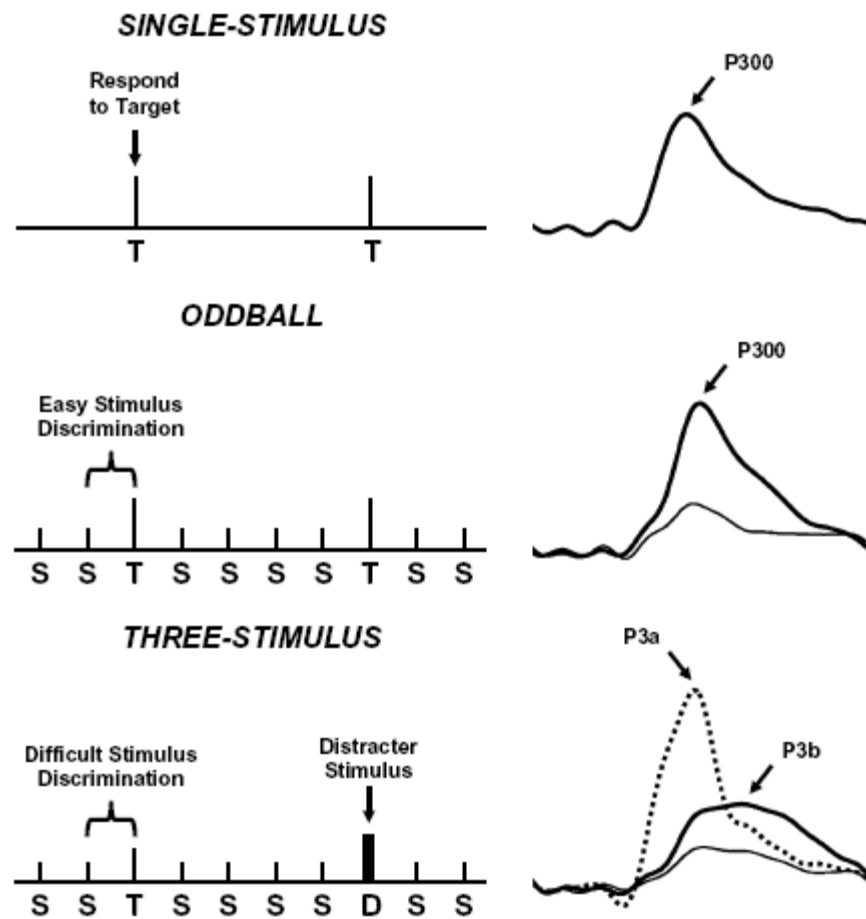 SINGLE-STIMULUS
Respond
to Target
P300
T T
ODDBALL
P300
Easy Stimulus
Discrimination
S S T S S S S T S S
THREE-STIMULUS
P3a
Difficult Stimulus
Discrimination
Distracter
Stimulus
P3b
S S T S S S S D S S